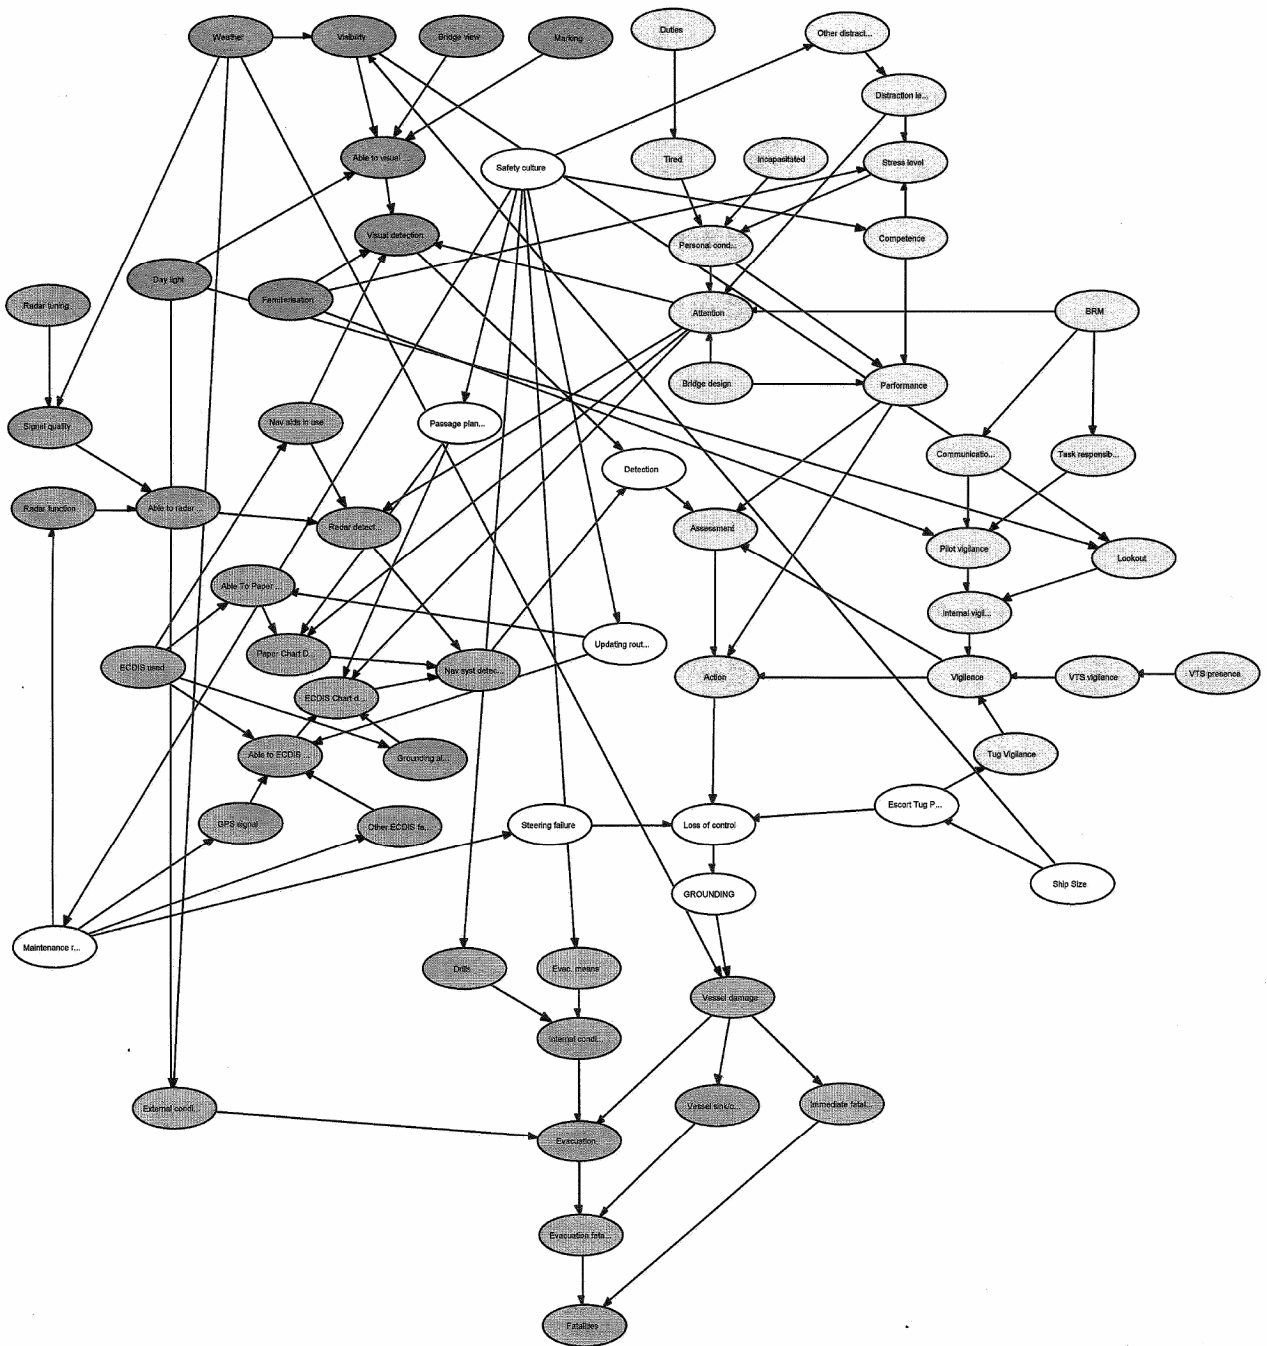 Weather
Visibility
Bridge view
Marking
Duties
Other distract...
Distraction le...
Able to visual ...
Safety culture
Tired
Incapasitated
Stress level
Visual detection
Personal cond...
Competence
Day light
Familiarisation
Radar tuning
Attention
BRM
Bridge design
Performance
Signal quality
Nav aids in use
Passage plan...
Detection
Communicatio...
Task responsib...
Radar function
Able to radar ...
Radar detect...
Assessment
Pilot vigilance
Lookout
Able To Paper ...
Internal vigil...
Paper Chart D...
Updating rout...
ECDIS used
Nav syst detec...
ECDIS Chart d...
Action
Vigilance
VTS vigilance
VTS presence
Able to ECDIS ...
Grounding al...
Tug Vigilance
GPS signal
Other ECDIS fa...
Steering failure
Loss of control
Escort Tug P...
Ship Size
GROUNDING
Maintenance r...
Drills
Evac. means
Vessel damage
Internal condi...
External condi...
Vessel sink/c...
Immediate fatal...
Evacuation
Evacuation fata...
Fatalities